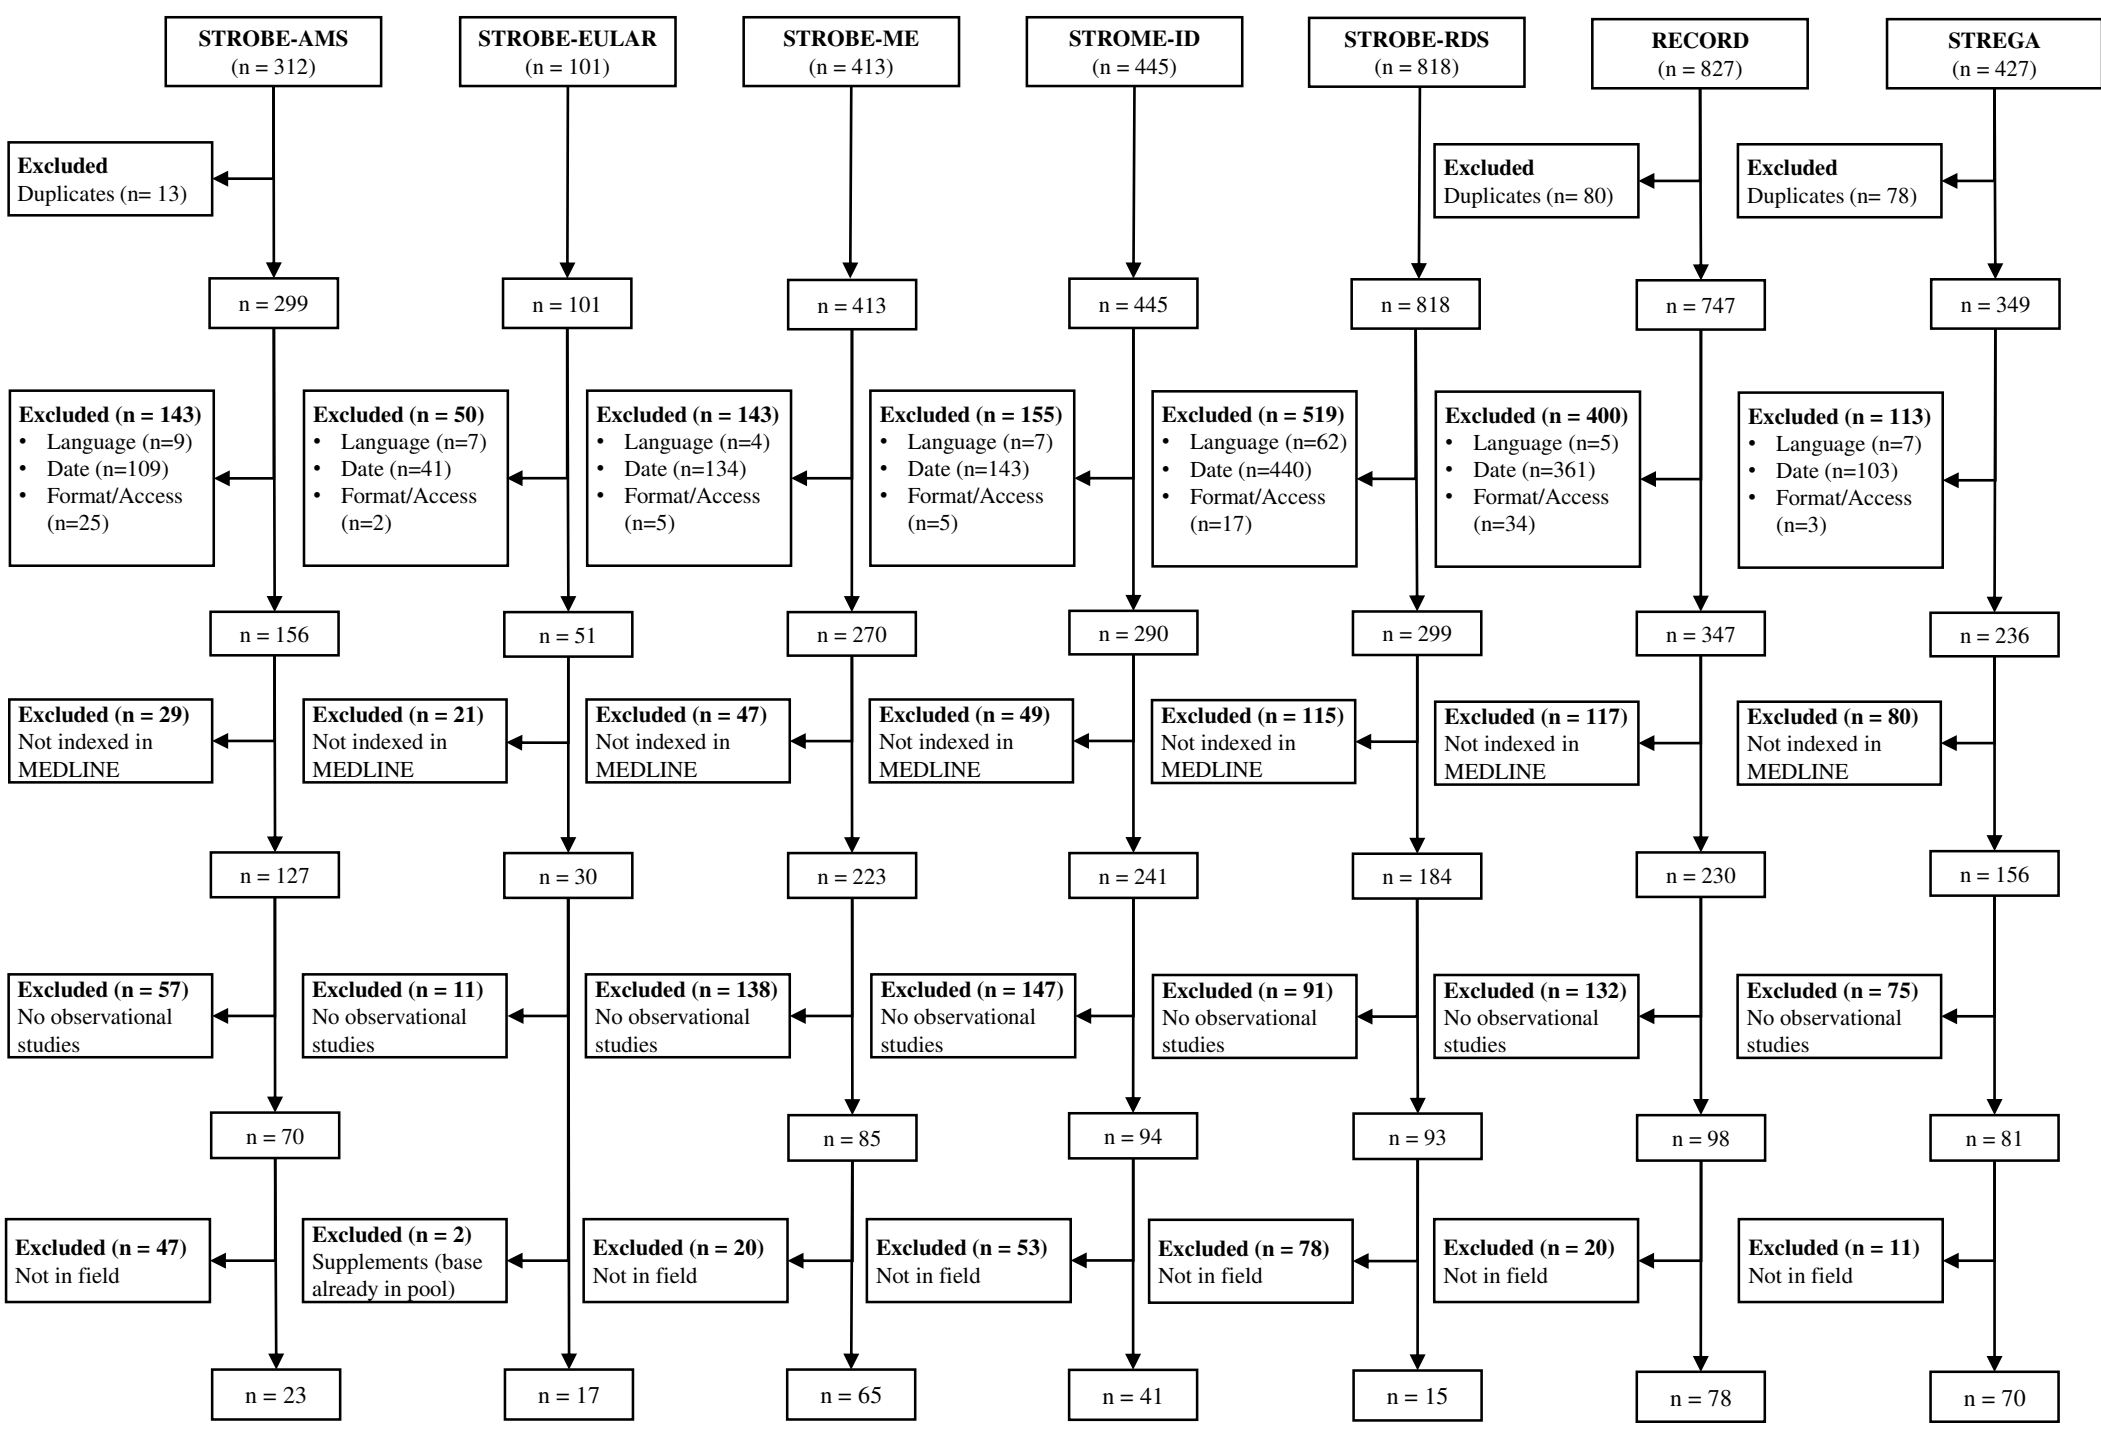 STROBE-AMS
(n = 312)
STROBE-EULAR
(n = 101)
STROBE-ME
(n = 413)
STROME-ID
(n = 445)
STROBE-RDS
(n = 818)
RECORD
(n = 827)
STREGA
(n = 427)
Excluded
Duplicates (n= 13)
Excluded
Duplicates (n= 80)
Excluded
Duplicates (n= 78)
n = 299
n = 101
n = 413
n = 445
n = 818
n = 747
n = 349
Excluded (n = 143)
• Language (n=9)
• Date (n=109)
• Format/Access
(n=25)
Excluded (n = 50)
• Language (n=7)
• Date (n=41)
• Format/Access
(n=2)
Excluded (n = 143)
• Language (n=4)
• Date (n=134)
• Format/Access
(n=5)
Excluded (n = 155)
• Language (n=7)
• Date (n=143)
• Format/Access
(n=5)
Excluded (n = 519)
• Language (n=62)
• Date (n=440)
• Format/Access
(n=17)
Excluded (n = 400)
• Language (n=5)
• Date (n=361)
• Format/Access
(n=34)
Excluded (n = 113)
• Language (n=7)
• Date (n=103)
• Format/Access
(n=3)
n = 156
n = 51
n = 270
n = 290
n = 299
n = 347
n = 236
Excluded (n = 29)
Not indexed in
MEDLINE
Excluded (n = 21)
Not indexed in
MEDLINE
Excluded (n = 47)
Not indexed in
MEDLINE
Excluded (n = 49)
Not indexed in
MEDLINE
Excluded (n = 115)
Not indexed in
MEDLINE
Excluded (n = 117)
Not indexed in
MEDLINE
Excluded (n = 80)
Not indexed in
MEDLINE
n = 127
n = 30
n = 223
n = 241
n = 184
n = 230
n = 156
Excluded (n = 57)
No observational
studies
Excluded (n = 11)
No observational
studies
Excluded (n = 138)
No observational
studies
Excluded (n = 147)
No observational
studies
Excluded (n = 91)
No observational
studies
Excluded (n = 132)
No observational
studies
Excluded (n = 75)
No observational
studies
n = 70
n = 85
n = 94
n = 93
n = 98
n = 81
Excluded (n = 47)
Not in field
Excluded (n = 2)
Supplements (base
already in pool)
Excluded (n = 20)
Not in field
Excluded (n = 53)
Not in field
Excluded (n = 78)
Not in field
Excluded (n = 20)
Not in field
Excluded (n = 11)
Not in field
n = 23
n = 17
n = 65
n = 41
n = 15
n = 78
n = 70